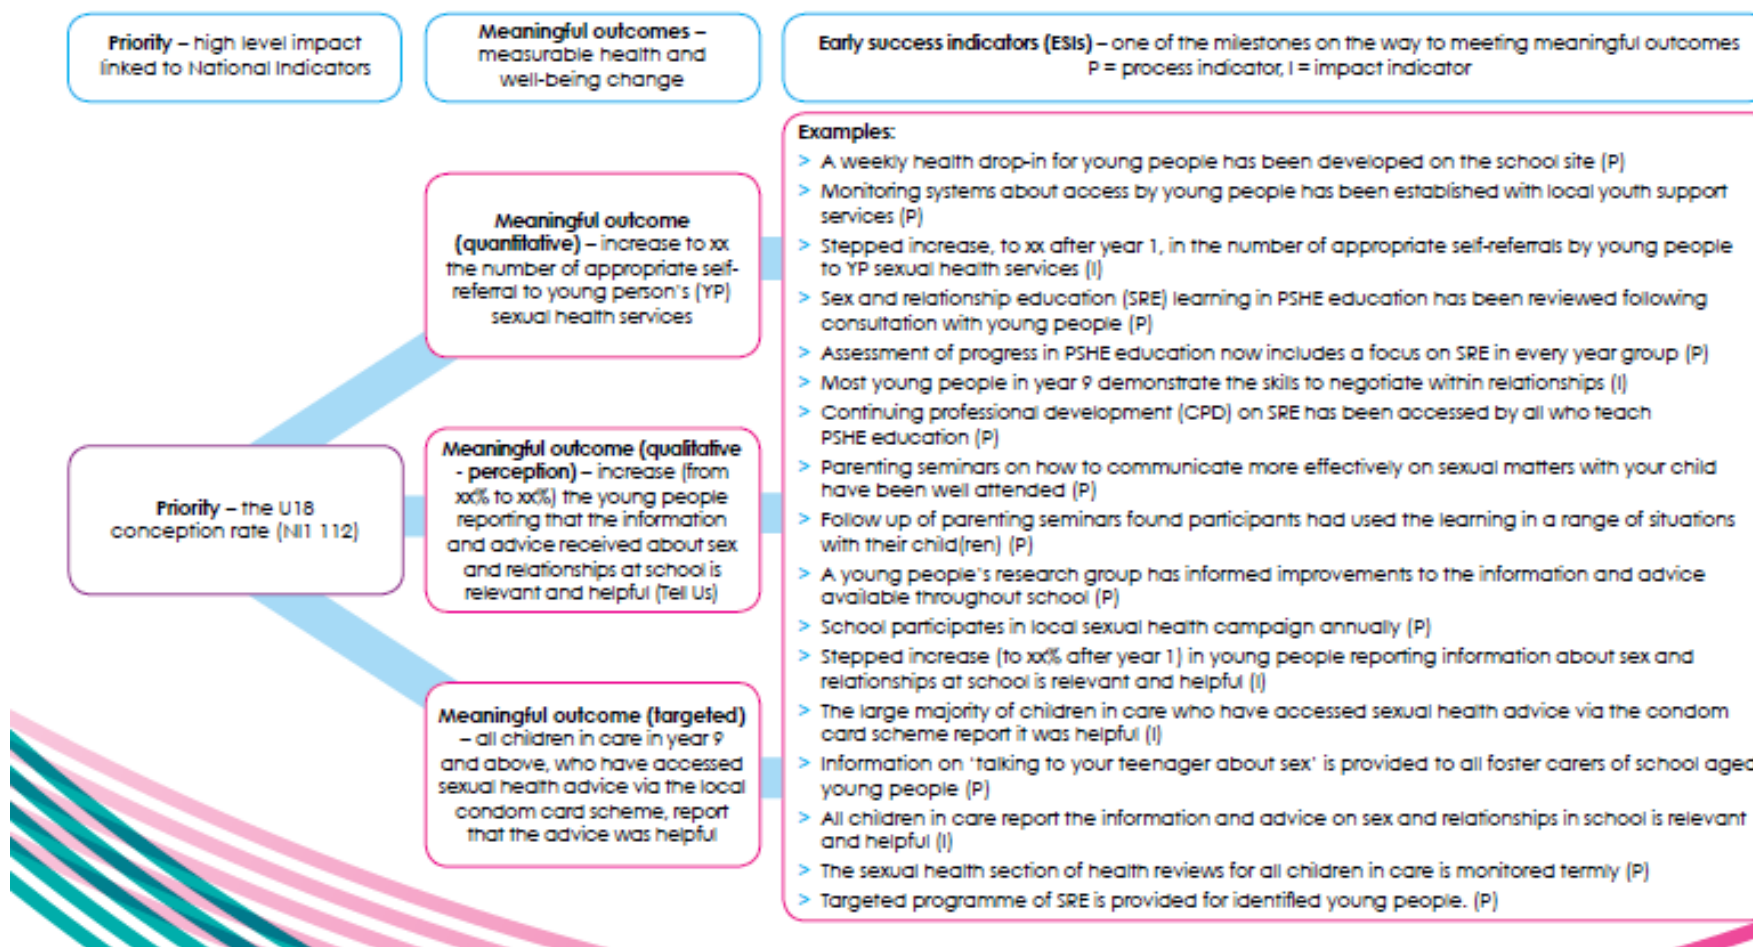 Priority – high level impact
linked to National Indicators
Meaningful outcomes –
measurable health and
well-being change
Early success indicators (ESIs) – one of the milestones on the way to meeting meaningful outcomes
P = process indicator, I = impact indicator
Priority – the U18
conception rate (NI1 112)
Meaningful outcome
(quantitative) – increase to xx
the number of appropriate self-
referral to young person's (YP)
sexual health services
Meaningful outcome (qualitative
- perception) – increase (from
xx% to xx%) the young people
reporting that the information
and advice received about sex
and relationships at school is
relevant and helpful (Tell Us)
Meaningful outcome (targeted)
– all children in care in year 9
and above, who have accessed
sexual health advice via the local
condom card scheme, report
that the advice was helpful
Examples:
> A weekly health drop-in for young people has been developed on the school site (P)
> Monitoring systems about access by young people has been established with local youth support
services (P)
> Stepped increase, to xx after year 1, in the number of appropriate self-referrals by young people
to YP sexual health services (I)
> Sex and relationship education (SRE) learning in PSHE education has been reviewed following
consultation with young people (P)
> Assessment of progress in PSHE education now includes a focus on SRE in every year group (P)
> Most young people in year 9 demonstrate the skills to negotiate within relationships (I)
> Continuing professional development (CPD) on SRE has been accessed by all who teach
PSHE education (P)
> Parenting seminars on how to communicate more effectively on sexual matters with your child
have been well attended (P)
> Follow up of parenting seminars found participants had used the learning in a range of situations
with their child(ren) (P)
> A young people's research group has informed improvements to the information and advice
available throughout school (P)
> School participates in local sexual health campaign annually (P)
> Stepped increase (to xx% after year 1) in young people reporting information about sex and
relationships at school is relevant and helpful (I)
> The large majority of children in care who have accessed sexual health advice via the condom
card scheme report it was helpful (I)
> Information on 'talking to your teenager about sex' is provided to all foster carers of school aged
young people (P)
> All children in care report the information and advice on sex and relationships in school is relevant
and helpful (I)
> The sexual health section of health reviews for all children in care is monitored termly (P)
> Targeted programme of SRE is provided for identified young people. (P)